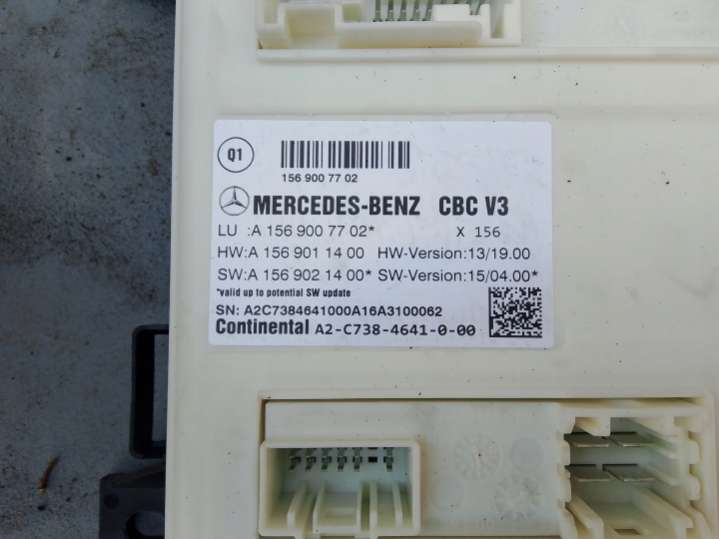 Q1
156 900 77 02
MERCEDES-BENZ CBC V3
LU :A 156 900 77 02* X 156
HW:A 156 901 14 00 HW-Version:13/19.00
SW:A 156 902 14 00* SW-Version:15/04.00*
*valid up to potential SW update
SN: A2C7384641000A16A3100062
Continental A2-C738-4641-0-00